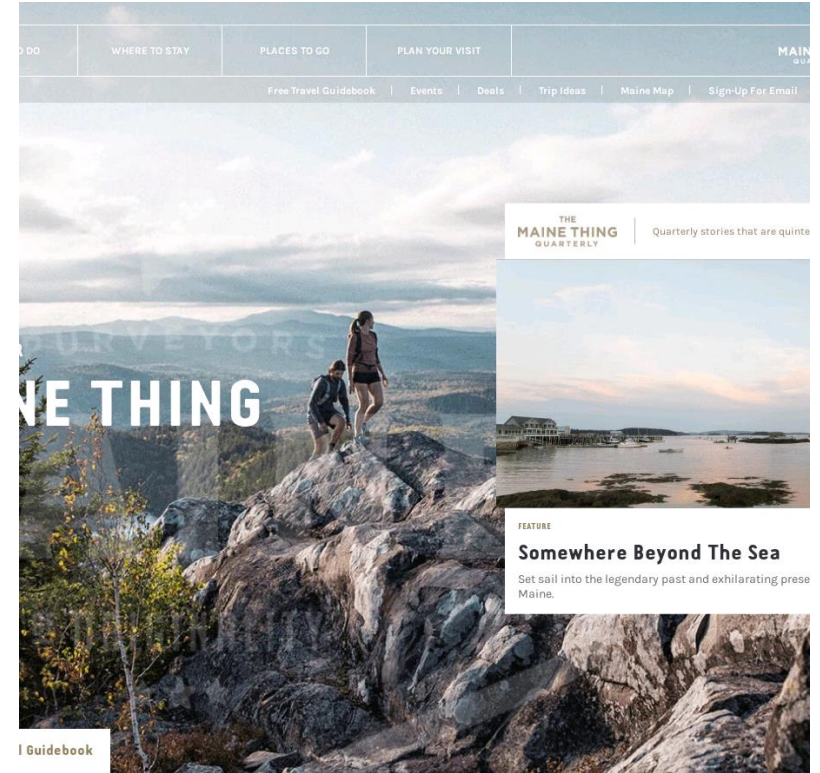 O DO
WHERE TO STAY
PLACES TO GO
PLAN YOUR VISIT
MAIN
QUA
Free Travel Guidebook
Events
Deals
Trip Ideas
Maine Map
Sign-Up For Email
THE
MAINE THING
QUARTERLY
Quarterly stories that are quinte
PURVEYORS
NE THING
FEATURE
Somewhere Beyond The Sea
Set sail into the legendary past and exhilarating prese
Maine.
l Guidebook